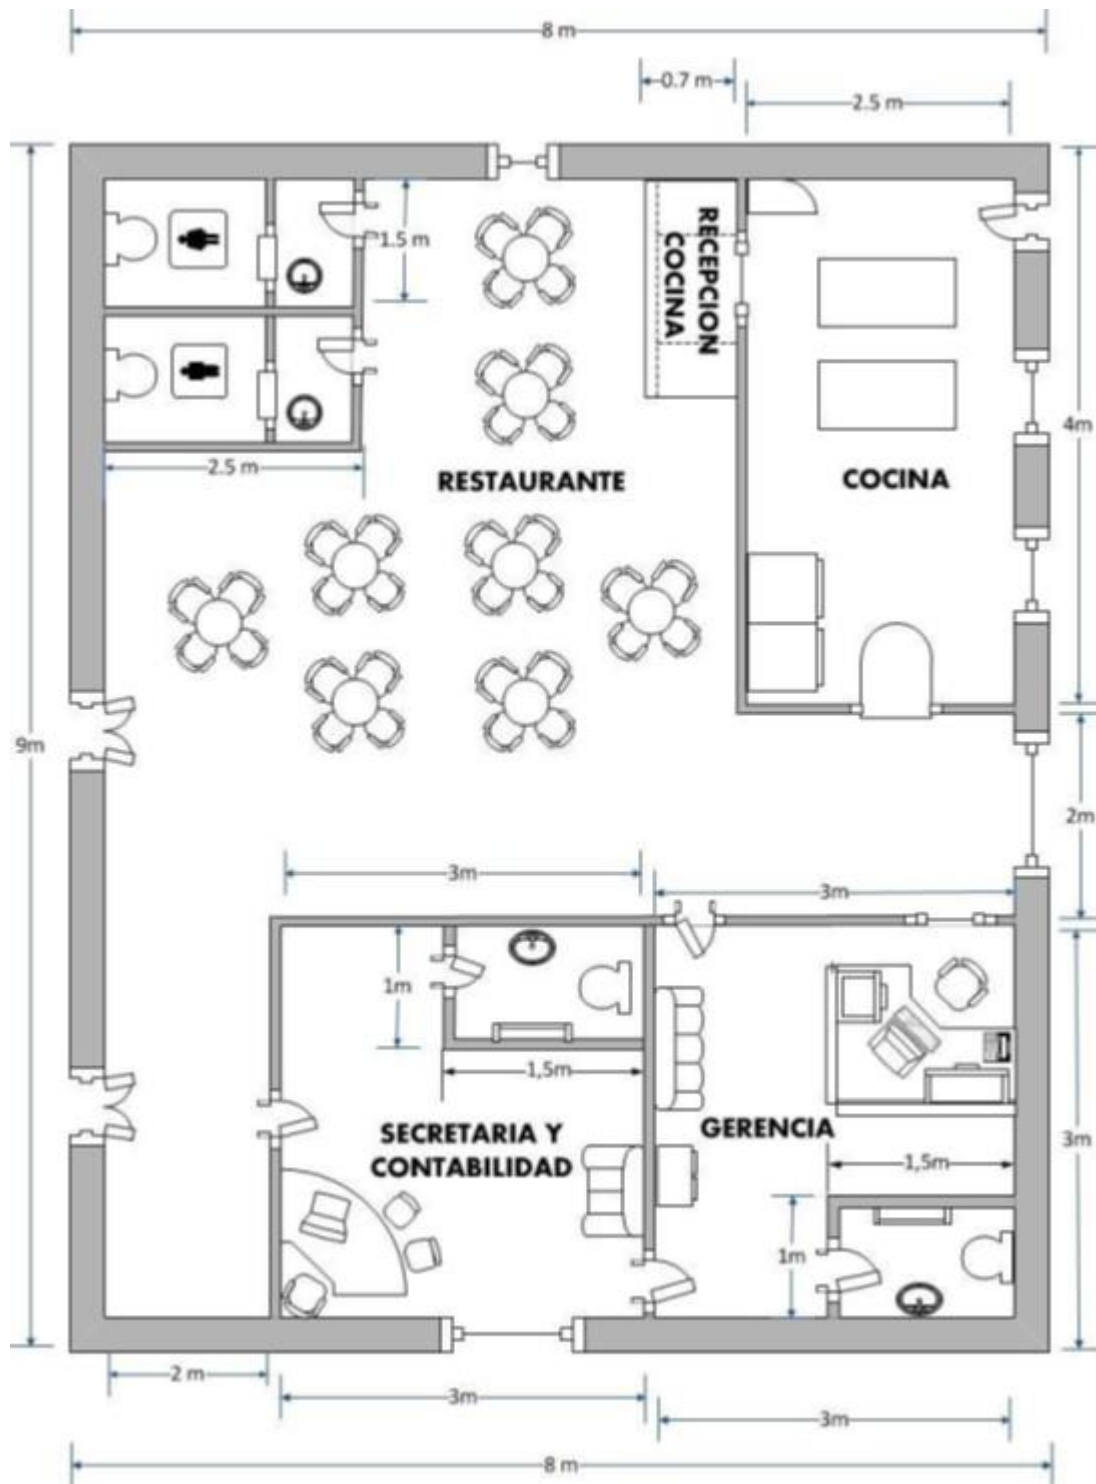 8 m
0.7 m
2.5 m
1.5 m
RECEPCION
COCINA
4m
2.5 m
RESTAURANTE
COCINA
9m
2m
3m
3m
1m
1,5m
SECRETARIA Y
CONTABILIDAD
GERENCIA
3m
1,5m
1m
2 m
3m
3m
8 m